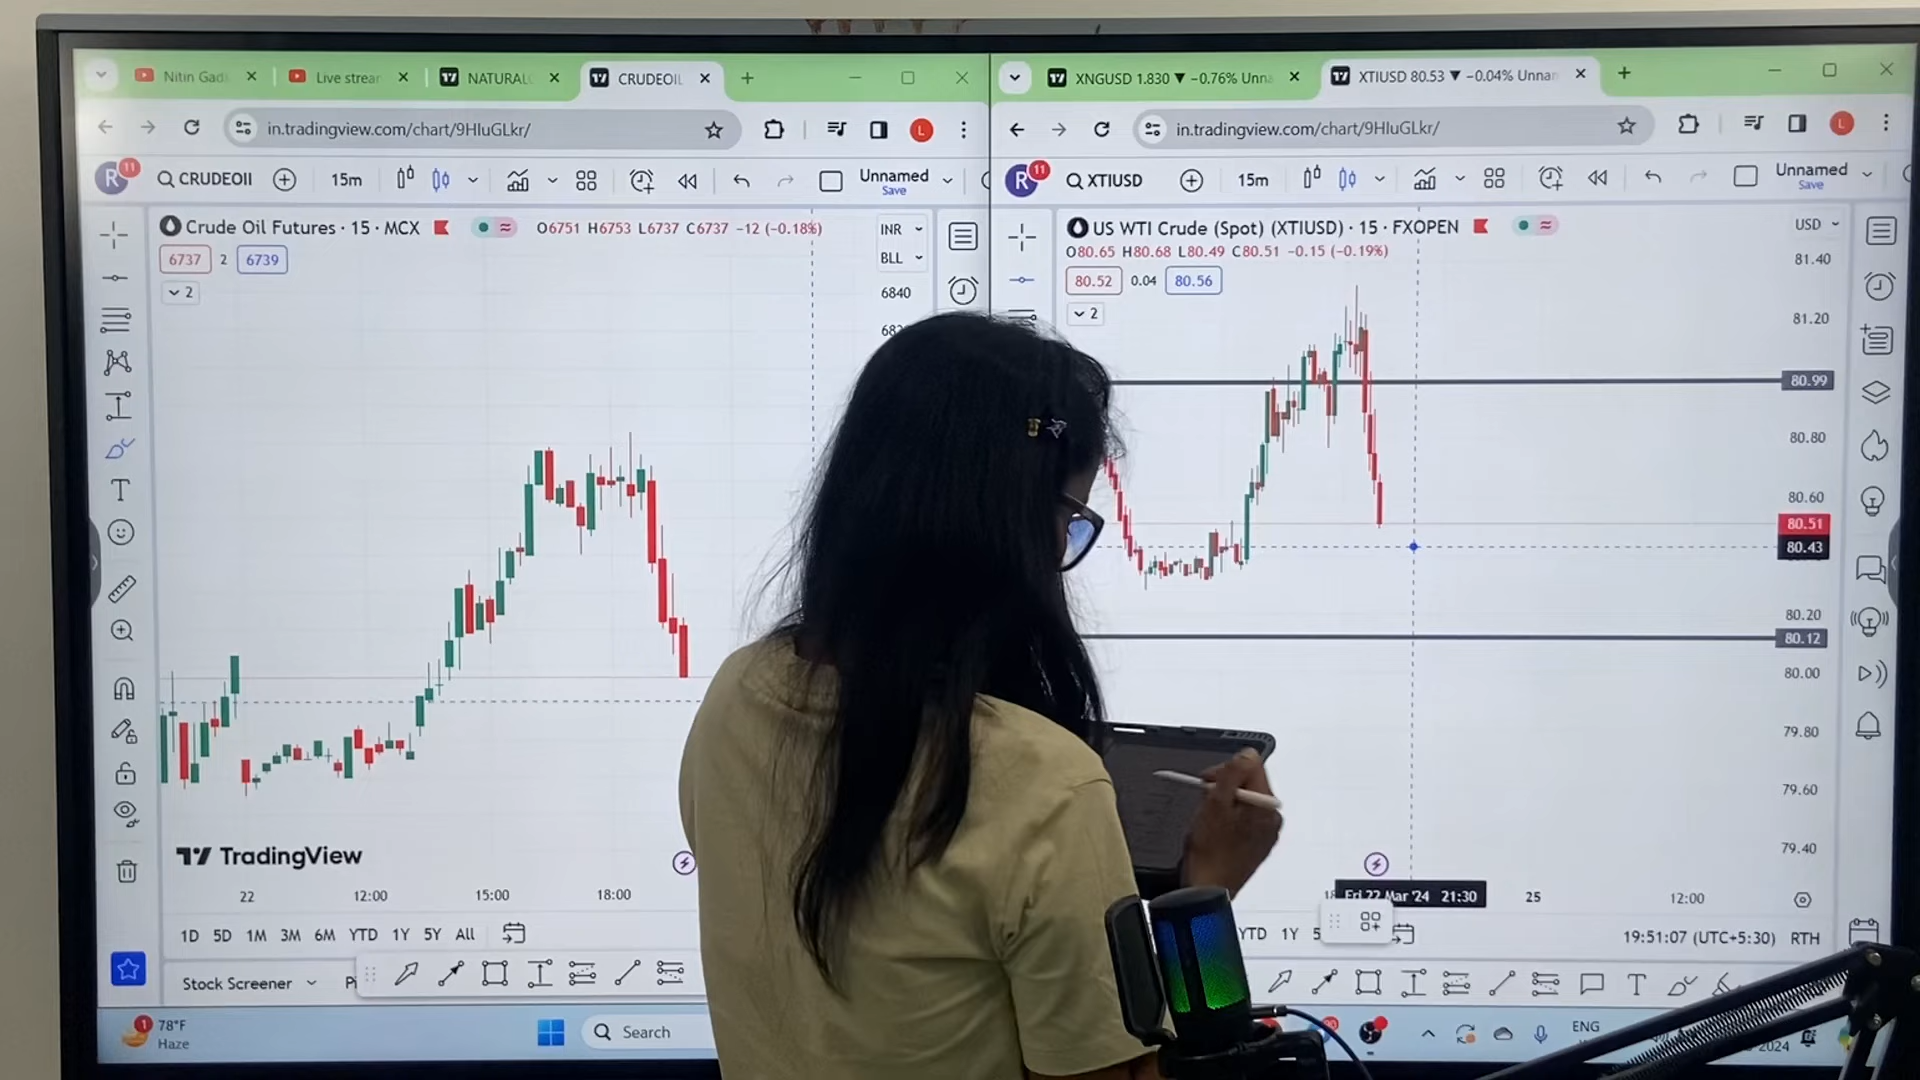 Nitin Gad
Live strear
NATURAL
CRUDEOIL
XNGUSD 1.830 ▼ −0.76% Unna
XTIUSD 80.53 ▼ −0.04% Unnar
in.tradingview.com/chart/9HIuGLkr/
L
in.tradingview.com/chart/9HIuGLkr/
L
R 11
CRUDEOII
15m
Unnamed
Save
R 11
XTIUSD
15m
Unnamed
Save
Crude Oil Futures · 15 · MCX
O6751 H6753 L6737 C6737 −12 (−0.18%)
INR
6737 2 6739
BLL
2
6840
US WTI Crude (Spot) (XTIUSD) · 15 · FXOPEN
USD
O80.65 H80.68 L80.49 C80.51 −0.15 (−0.19%)
80.52 0.04 80.56
2
81.40
81.20
80.99
80.80
80.60
80.51
80.43
80.20
80.12
80.00
79.80
79.60
79.40
TradingView
22 12:00 15:00 18:00
Fri 22 Mar '24 21:30 25 12:00
1D 5D 1M 3M 6M YTD 1Y 5Y All
YTD 1Y 5
19:51:07 (UTC+5:30) RTH
Stock Screener
1
78°F
Haze
Search
ENG
2024